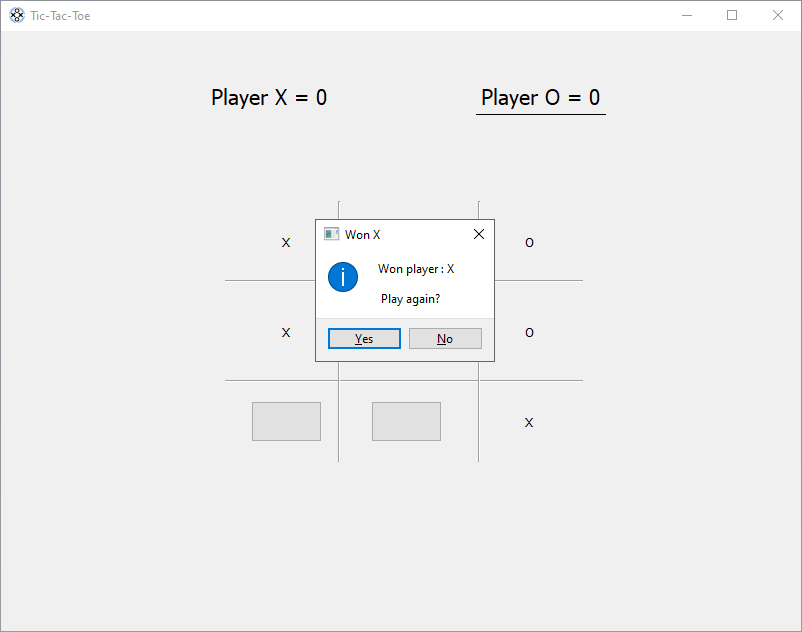 Tic-Tac-Toe
Player X = 0
Player O = 0
X
O
Won X
Won player : X
Play again?
Yes
No
X
O
X